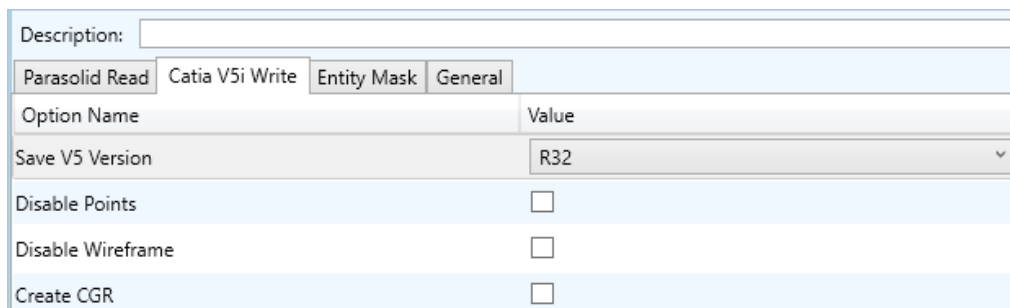 Description:
Parasolid Read Catia V5i Write Entity Mask General
Option Name Value
Save V5 Version R32
Disable Points
Disable Wireframe
Create CGR